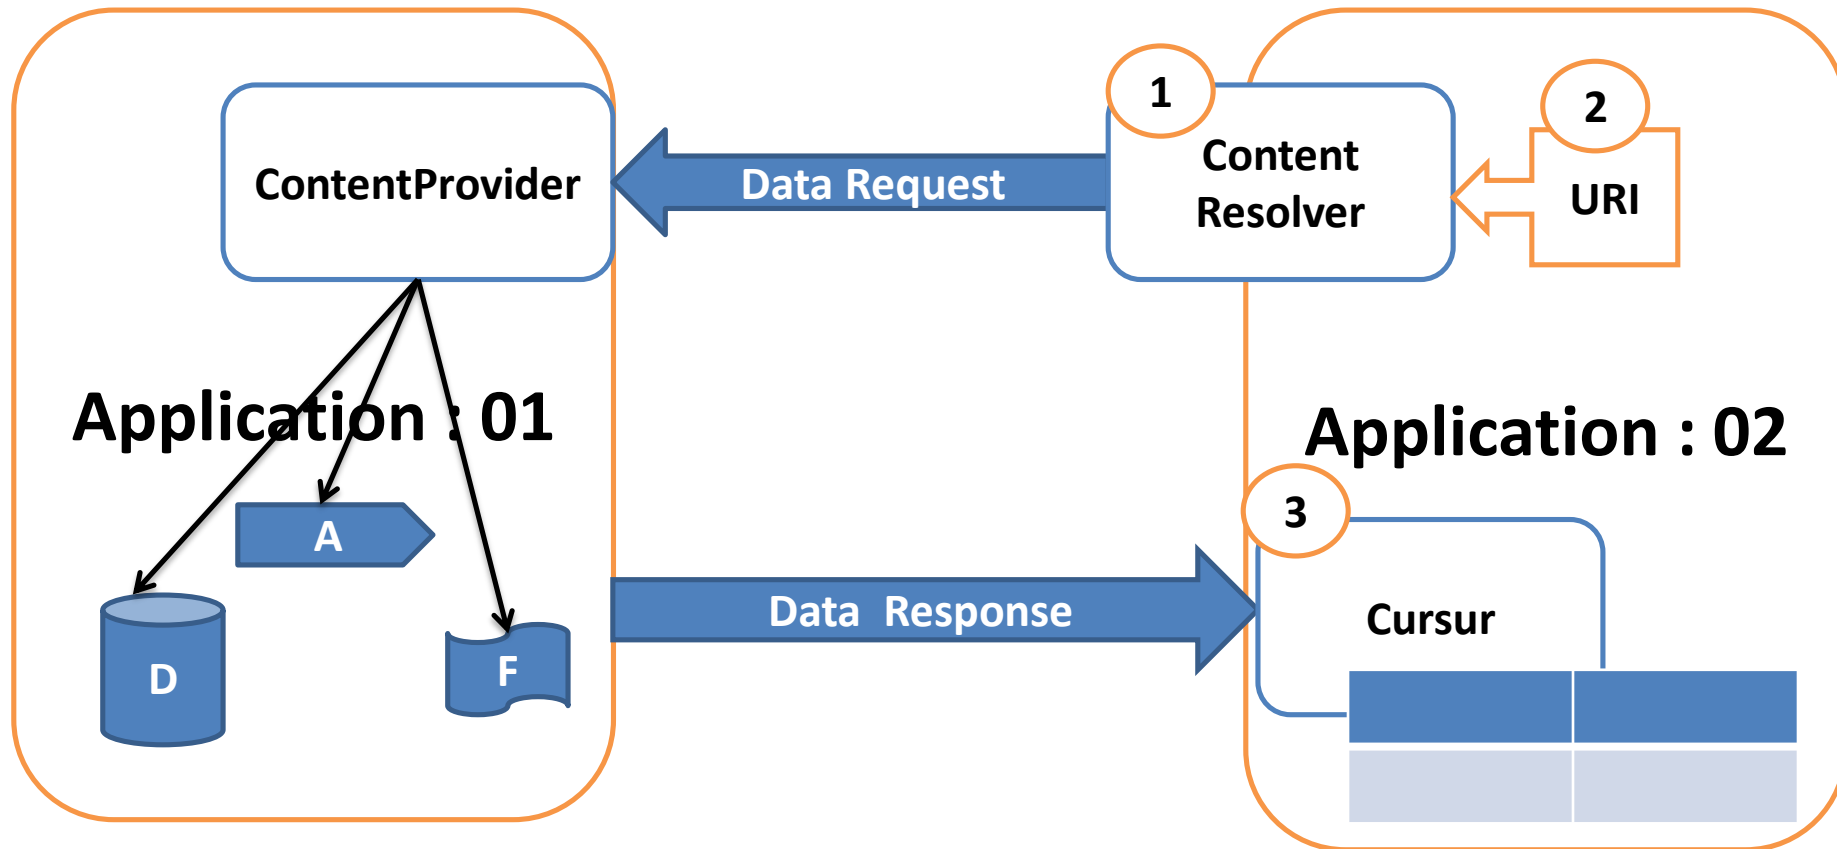 ContentProvider
Data Request
1
Content
Resolver
2
URI
Application : 01
A
D
F
Data  Response
Application : 02
3
Cursur